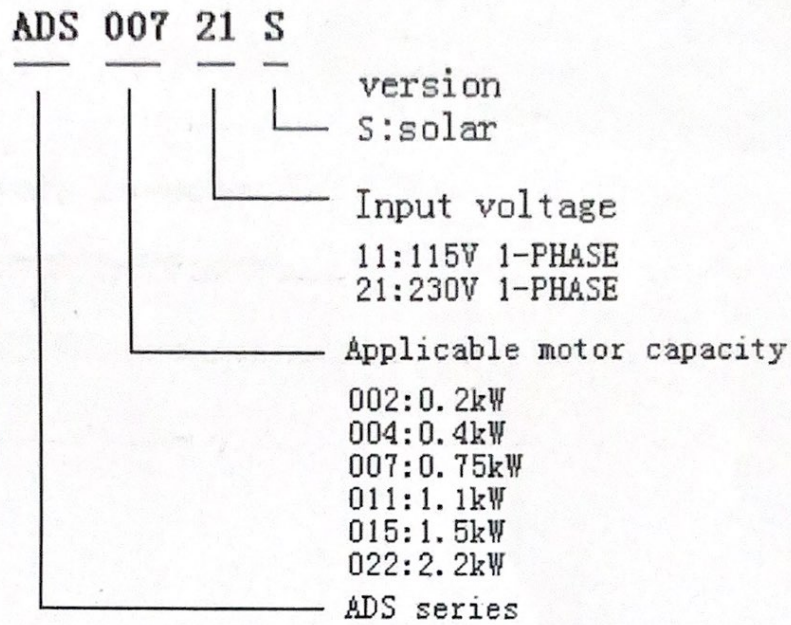 ADS 007 21 S
version
S:solar
Input voltage
11:115V 1-PHASE
21:230V 1-PHASE
Applicable motor capacity
002:0.2kW
004:0.4kW
007:0.75kW
011:1.1kW
015:1.5kW
022:2.2kW
ADS series